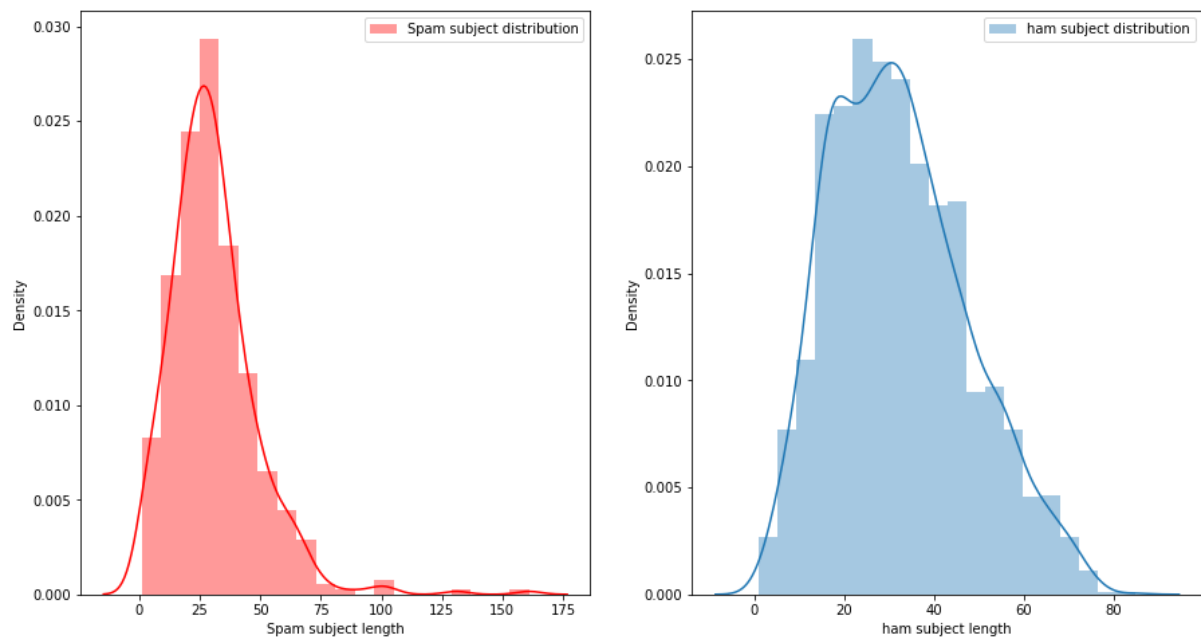 Spam subject distribution
0.030
0.025
0.020
0.015
0.010
0.005
0.000
Density
0 25 50 75 100 125 150 175
Spam subject length
ham subject distribution
0.025
0.020
0.015
0.010
0.005
0.000
Density
0 20 40 60 80
ham subject length